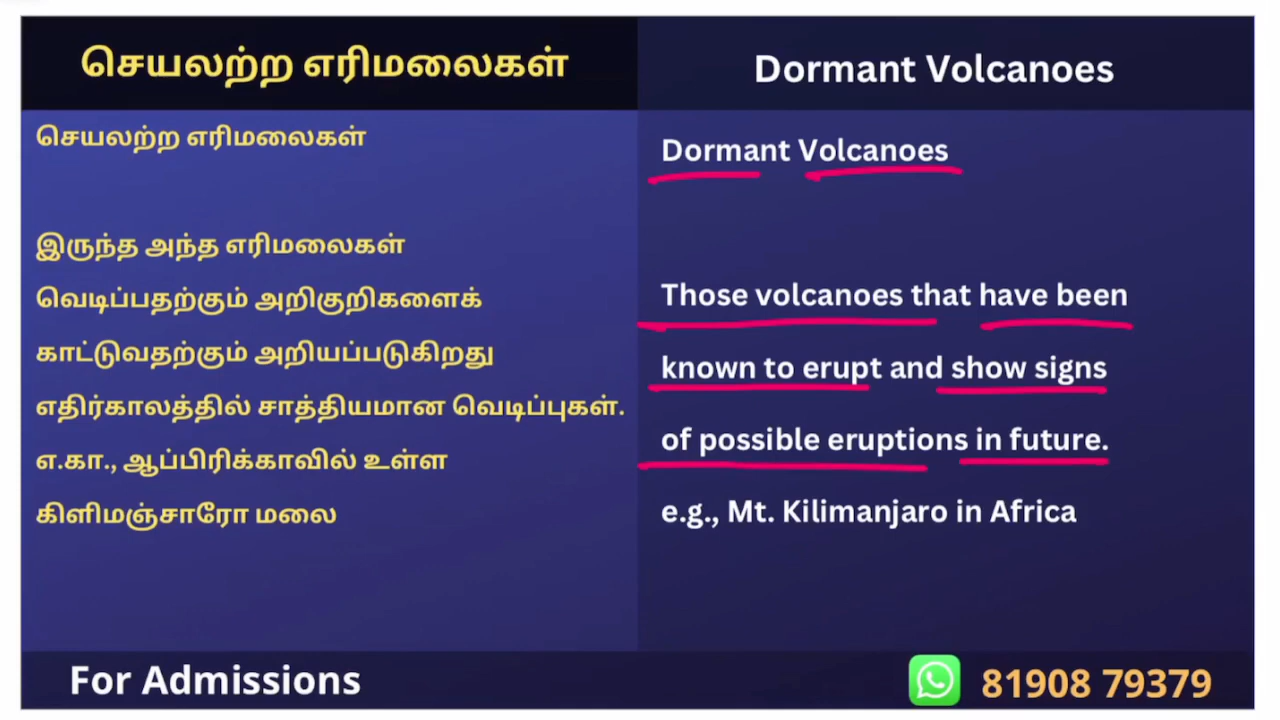 செயலற்ற எரிமலைகள்
Dormant Volcanoes
செயலற்ற எரிமலைகள்
இருந்த அந்த எரிமலைகள்
வெடிப்பதற்கும் அறிகுறிகளைக்
காட்டுவதற்கும் அறியப்படுகிறது
எதிர்காலத்தில் சாத்தியமான வெடிப்புகள்.
எ.கா., ஆப்பிரிக்காவில் உள்ள
கிளிமஞ்சாரோ மலை
Dormant Volcanoes
Those volcanoes that have been
known to erupt and show signs
of possible eruptions in future.
e.g., Mt. Kilimanjaro in Africa
For Admissions
81908 79379